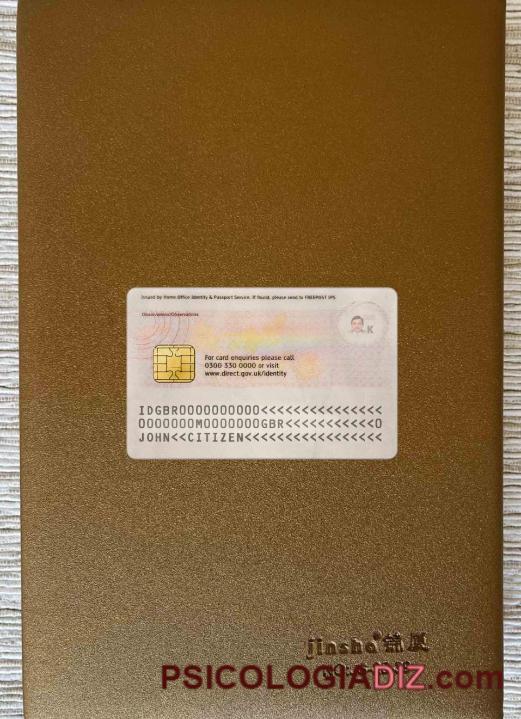 Issued by Home Office Identity & Passport Service. If found, please send to FREEPOST IPS
Observations/Observations
K
For card enquiries please call
0300 330 0000 or visit
www.direct.gov.uk/identity
IDGBR0000000000<<<<<<<<<<<<<<<
0000000M0000000GBR<<<<<<<<<<<0
JOHN<<CITIZEN<<<<<<<<<<<<<<<<<
jinsha®锦厦
PSICOLOGIADIZ.com